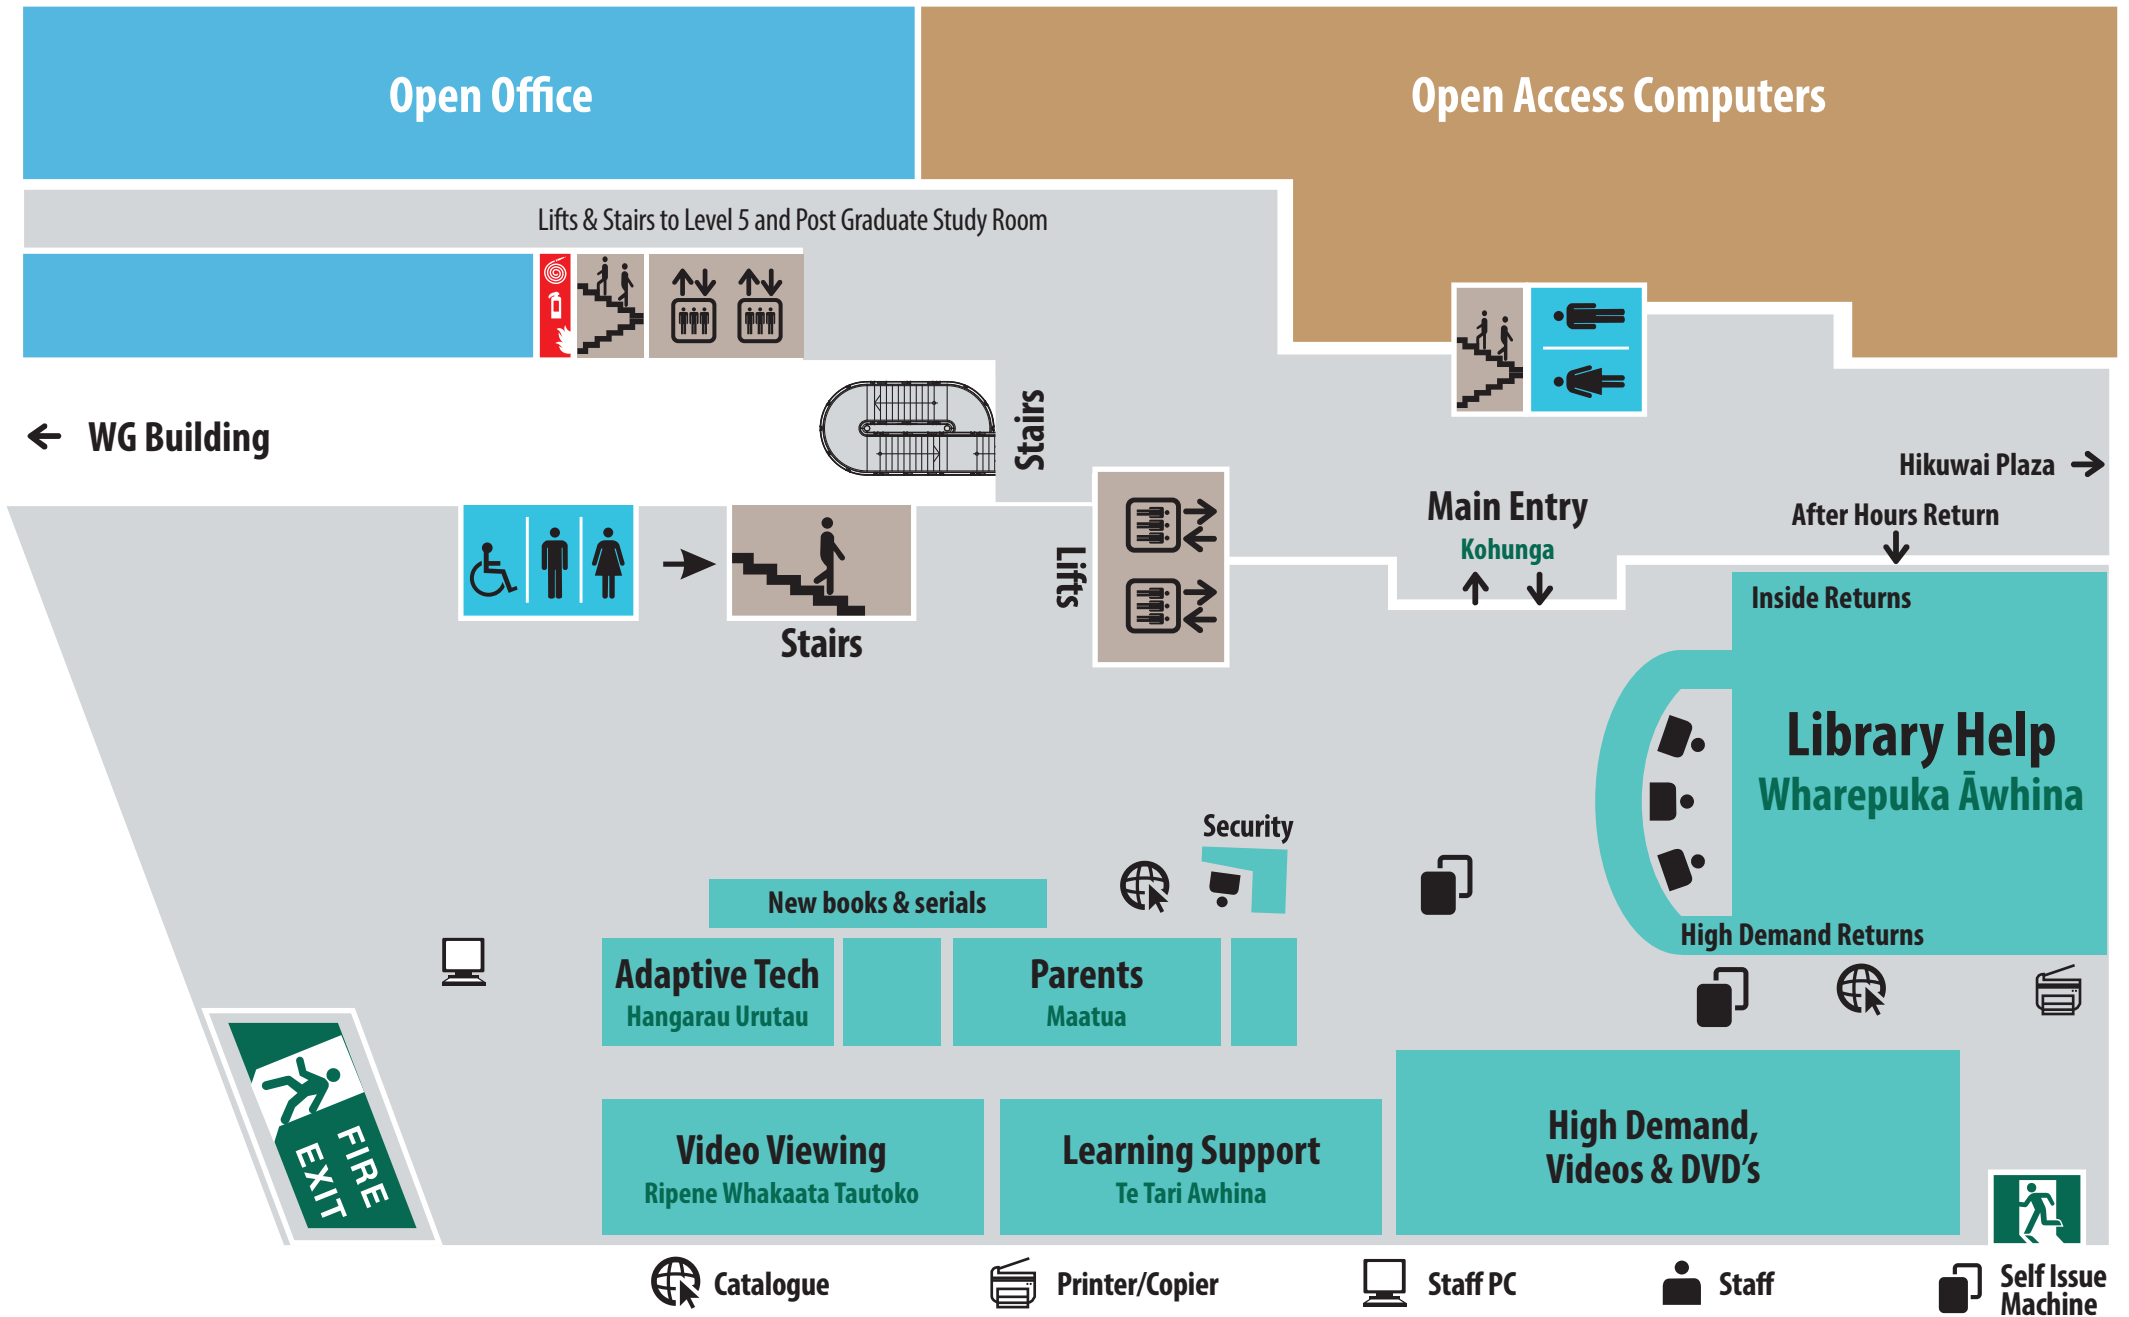 Open Office
Open Access Computers
Lifts & Stairs to Level 5 and Post Graduate Study Room
WG Building
Stairs
Hikuwai Plaza
Main Entry
Kohunga
After Hours Return
Lifts
Stairs
Inside Returns
Library Help
Wharepuka Āwhina
Security
New books & serials
High Demand Returns
Adaptive Tech
Hangarau Urutau
Parents
Maatua
FIRE
EXIT
Video Viewing
Ripene Whakaata Tautoko
Learning Support
Te Tari Awhina
High Demand,
Videos & DVD's
Catalogue
Printer/Copier
Staff PC
Staff
Self Issue
Machine